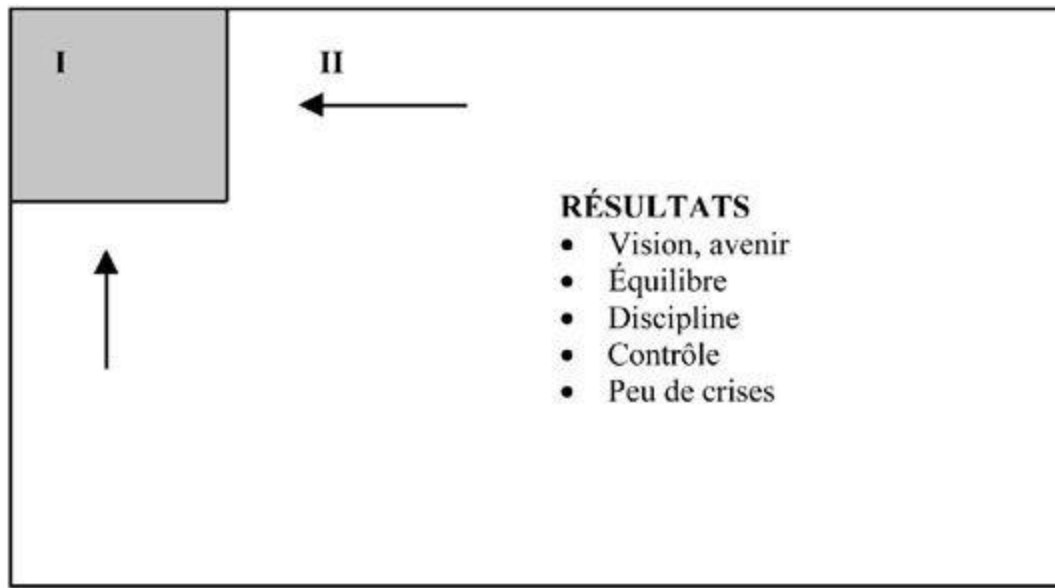 I
II
RÉSULTATS
• Vision, avenir
• Équilibre
• Discipline
• Contrôle
• Peu de crises